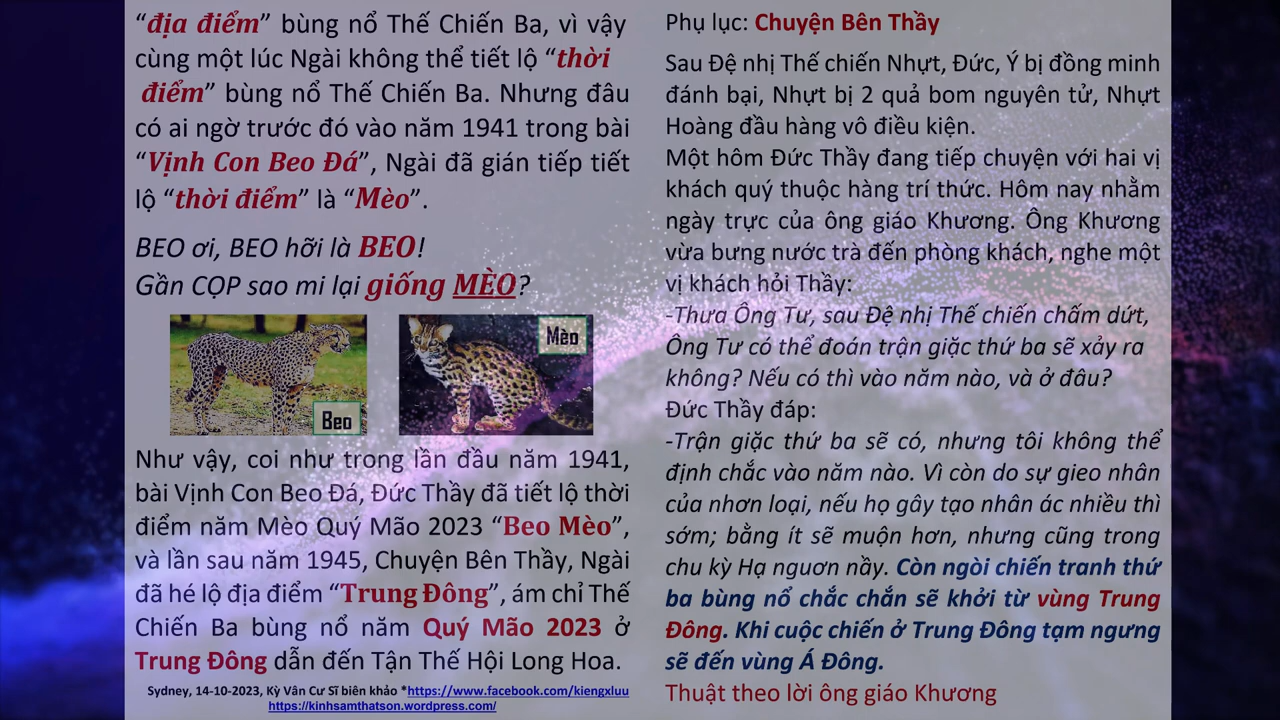 “địa điểm” bùng nổ Thế Chiến Ba, vì vậy
cùng một lúc Ngài không thể tiết lộ “thời
điểm” bùng nổ Thế Chiến Ba. Nhưng đâu
có ai ngờ trước đó vào năm 1941 trong bài
“Vịnh Con Beo Đá”, Ngài đã gián tiếp tiết
lộ “thời điểm” là “Mèo”.
BEO ơi, BEO hỡi là BEO!
Gần CỌP sao mi lại giống MÈO?
Beo
Mèo
Như vậy, coi như trong lần đầu năm 1941,
bài Vịnh Con Beo Đá, Đức Thầy đã tiết lộ thời
điểm năm Mèo Quý Mão 2023 “Beo Mèo”,
và lần sau năm 1945, Chuyện Bên Thầy, Ngài
đã hé lộ địa điểm “Trung Đông”, ám chỉ Thế
Chiến Ba bùng nổ năm Quý Mão 2023 ở
Trung Đông dẫn đến Tận Thế Hội Long Hoa.
Sydney, 14-10-2023, Kỳ Vân Cư Sĩ biên khảo *https://www.facebook.com/kiengxluu
https://kinhsamthatson.wordpress.com/
Phụ lục: Chuyện Bên Thầy
Sau Đệ nhị Thế chiến Nhựt, Đức, Ý bị đồng minh
đánh bại, Nhựt bị 2 quả bom nguyên tử, Nhựt
Hoàng đầu hàng vô điều kiện.
Một hôm Đức Thầy đang tiếp chuyện với hai vị
khách quý thuộc hàng trí thức. Hôm nay nhằm
ngày trực của ông giáo Khương. Ông Khương
vừa bưng nước trà đến phòng khách, nghe một
vị khách hỏi Thầy:
-Thưa Ông Tư, sau Đệ nhị Thế chiến chấm dứt,
Ông Tư có thể đoán trận giặc thứ ba sẽ xảy ra
không? Nếu có thì vào năm nào, và ở đâu?
Đức Thầy đáp:
-Trận giặc thứ ba sẽ có, nhưng tôi không thể
định chắc vào năm nào. Vì còn do sự gieo nhân
của nhơn loại, nếu họ gây tạo nhân ác nhiều thì
sớm; bằng ít sẽ muộn hơn, nhưng cũng trong
chu kỳ Hạ nguơn nầy. Còn ngòi chiến tranh thứ
ba bùng nổ chắc chắn sẽ khởi từ vùng Trung
Đông. Khi cuộc chiến ở Trung Đông tạm ngưng
sẽ đến vùng Á Đông.
Thuật theo lời ông giáo Khương